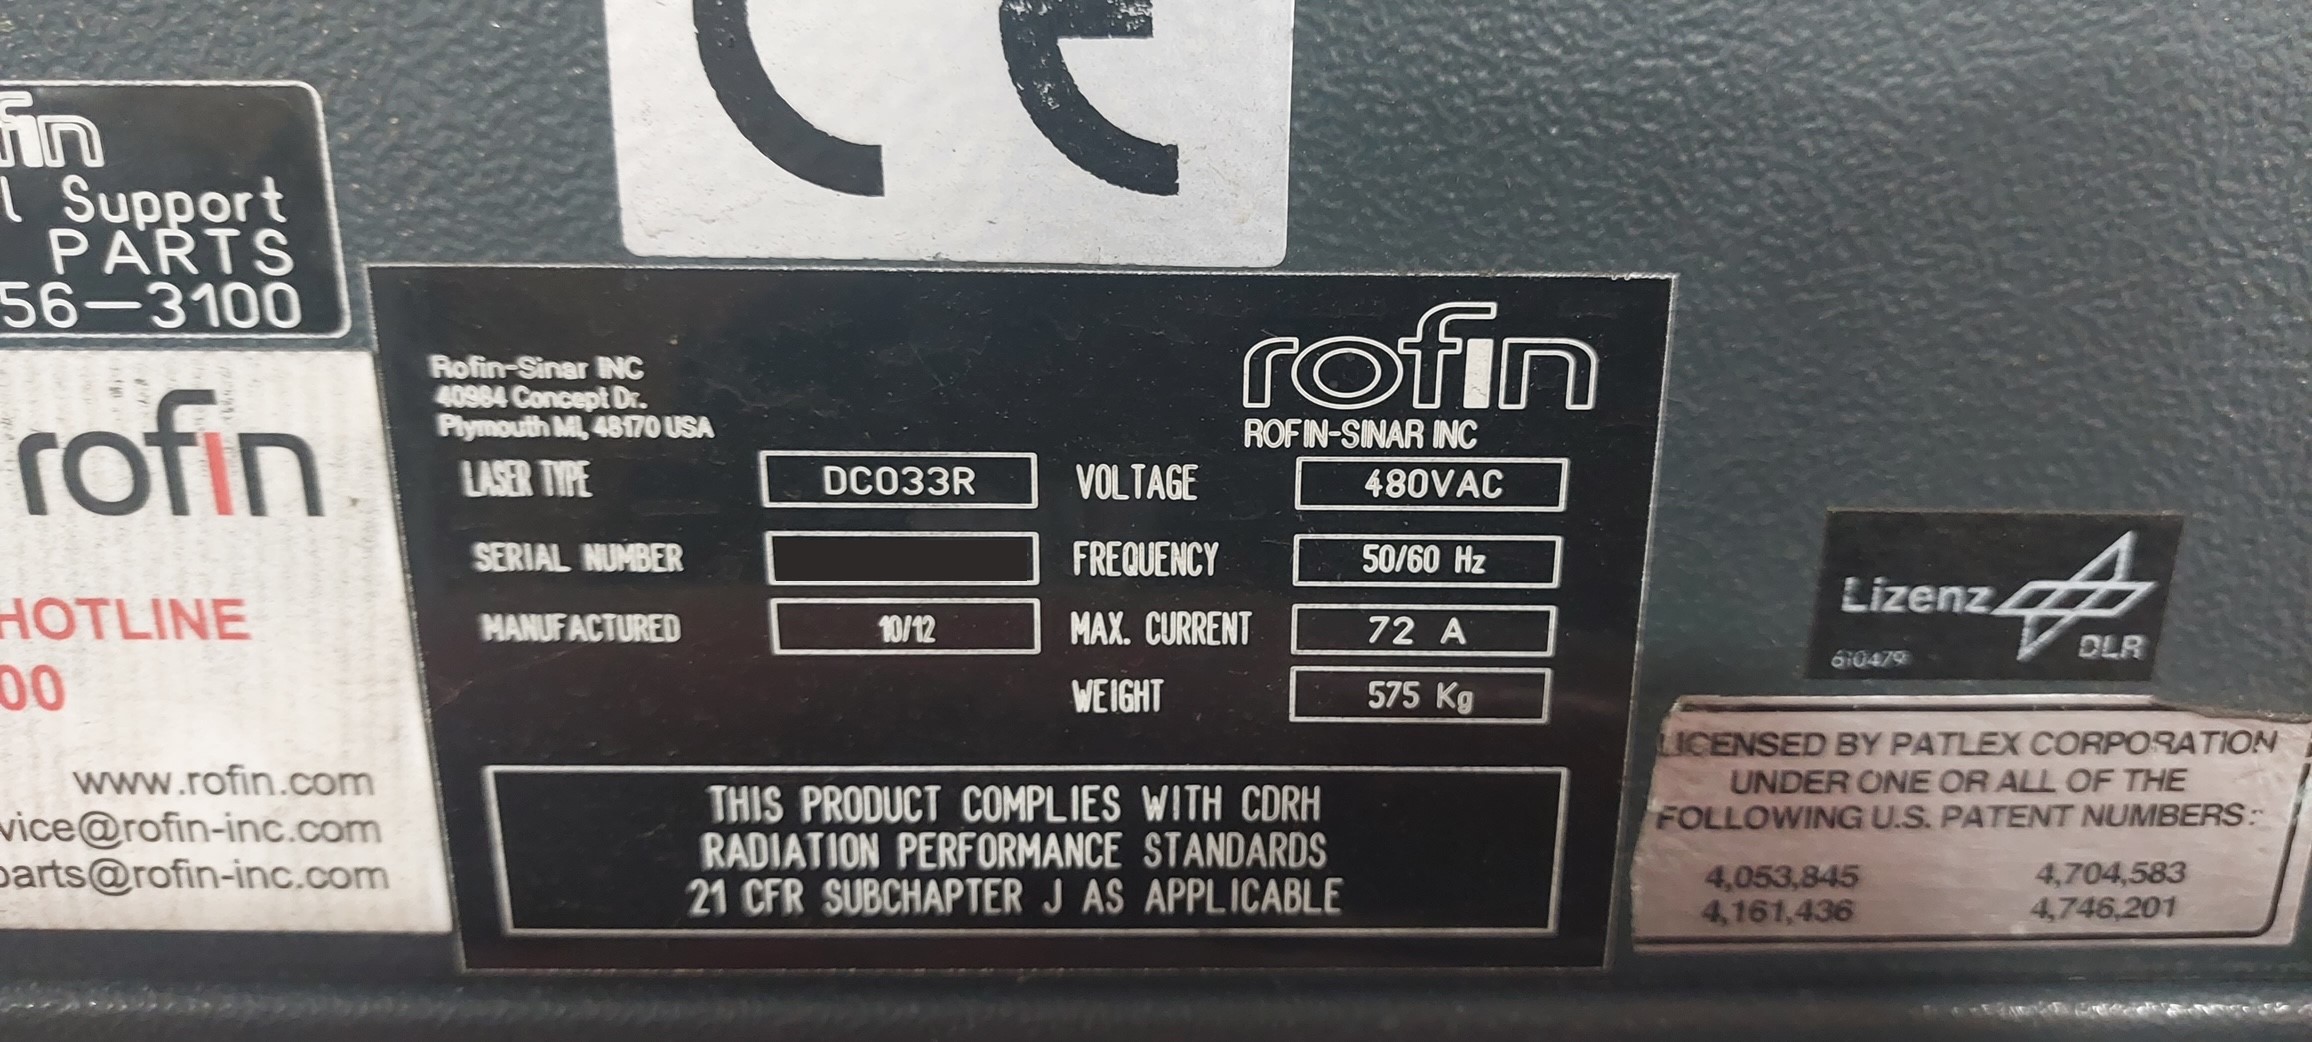 CE
fin
l Support
PARTS
56-3100
rofin
HOTLINE
00
www.rofin.com
vice@rofin-inc.com
parts@rofin-inc.com
Rofin-Sinar INC
40984 Concept Dr.
Plymouth MI, 48170 USA
rofin
ROFIN-SINAR INC
LASER TYPE DC033R VOLTAGE 480VAC
SERIAL NUMBER FREQUENCY 50/60 Hz
MANUFACTURED 10/12 MAX. CURRENT 72 A
WEIGHT 575 Kg
THIS PRODUCT COMPLIES WITH CDRH
RADIATION PERFORMANCE STANDARDS
21 CFR SUBCHAPTER J AS APPLICABLE
Lizenz
DLR
610479
LICENSED BY PATLEX CORPORATION
UNDER ONE OR ALL OF THE
FOLLOWING U.S. PATENT NUMBERS:
4,053,845 4,704,583
4,161,436 4,746,201